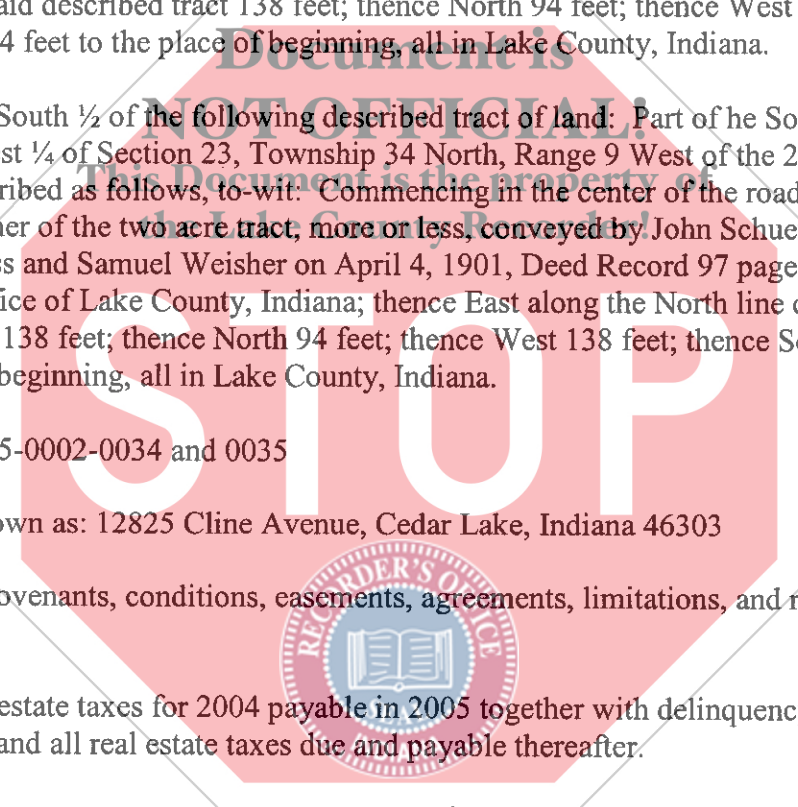 aid described tract 138 feet; thence North 94 feet; thence West
4 feet to the place of beginning, all in Lake County, Indiana.
Document is
NOT OFFICIAL!
This Document is the property of
the Lake County Recorder!
South ½ of the following described tract of land: Part of he So
st ¼ of Section 23, Township 34 North, Range 9 West of the 2
ribed as follows, to-wit: Commencing in the center of the road
er of the two acre tract, more or less, conveyed by John Schue
s and Samuel Weisher on April 4, 1901, Deed Record 97 page
ice of Lake County, Indiana; thence East along the North line
138 feet; thence North 94 feet; thence West 138 feet; thence So
beginning, all in Lake County, Indiana.
STOP
5-0002-0034 and 0035
own as: 12825 Cline Avenue, Cedar Lake, Indiana 46303
ovenants, conditions, easements, agreements, limitations, and r
RECORDER'S OFFICE
SEAL
INDIANA
estate taxes for 2004 payable in 2005 together with delinquenc
and all real estate taxes due and payable thereafter.